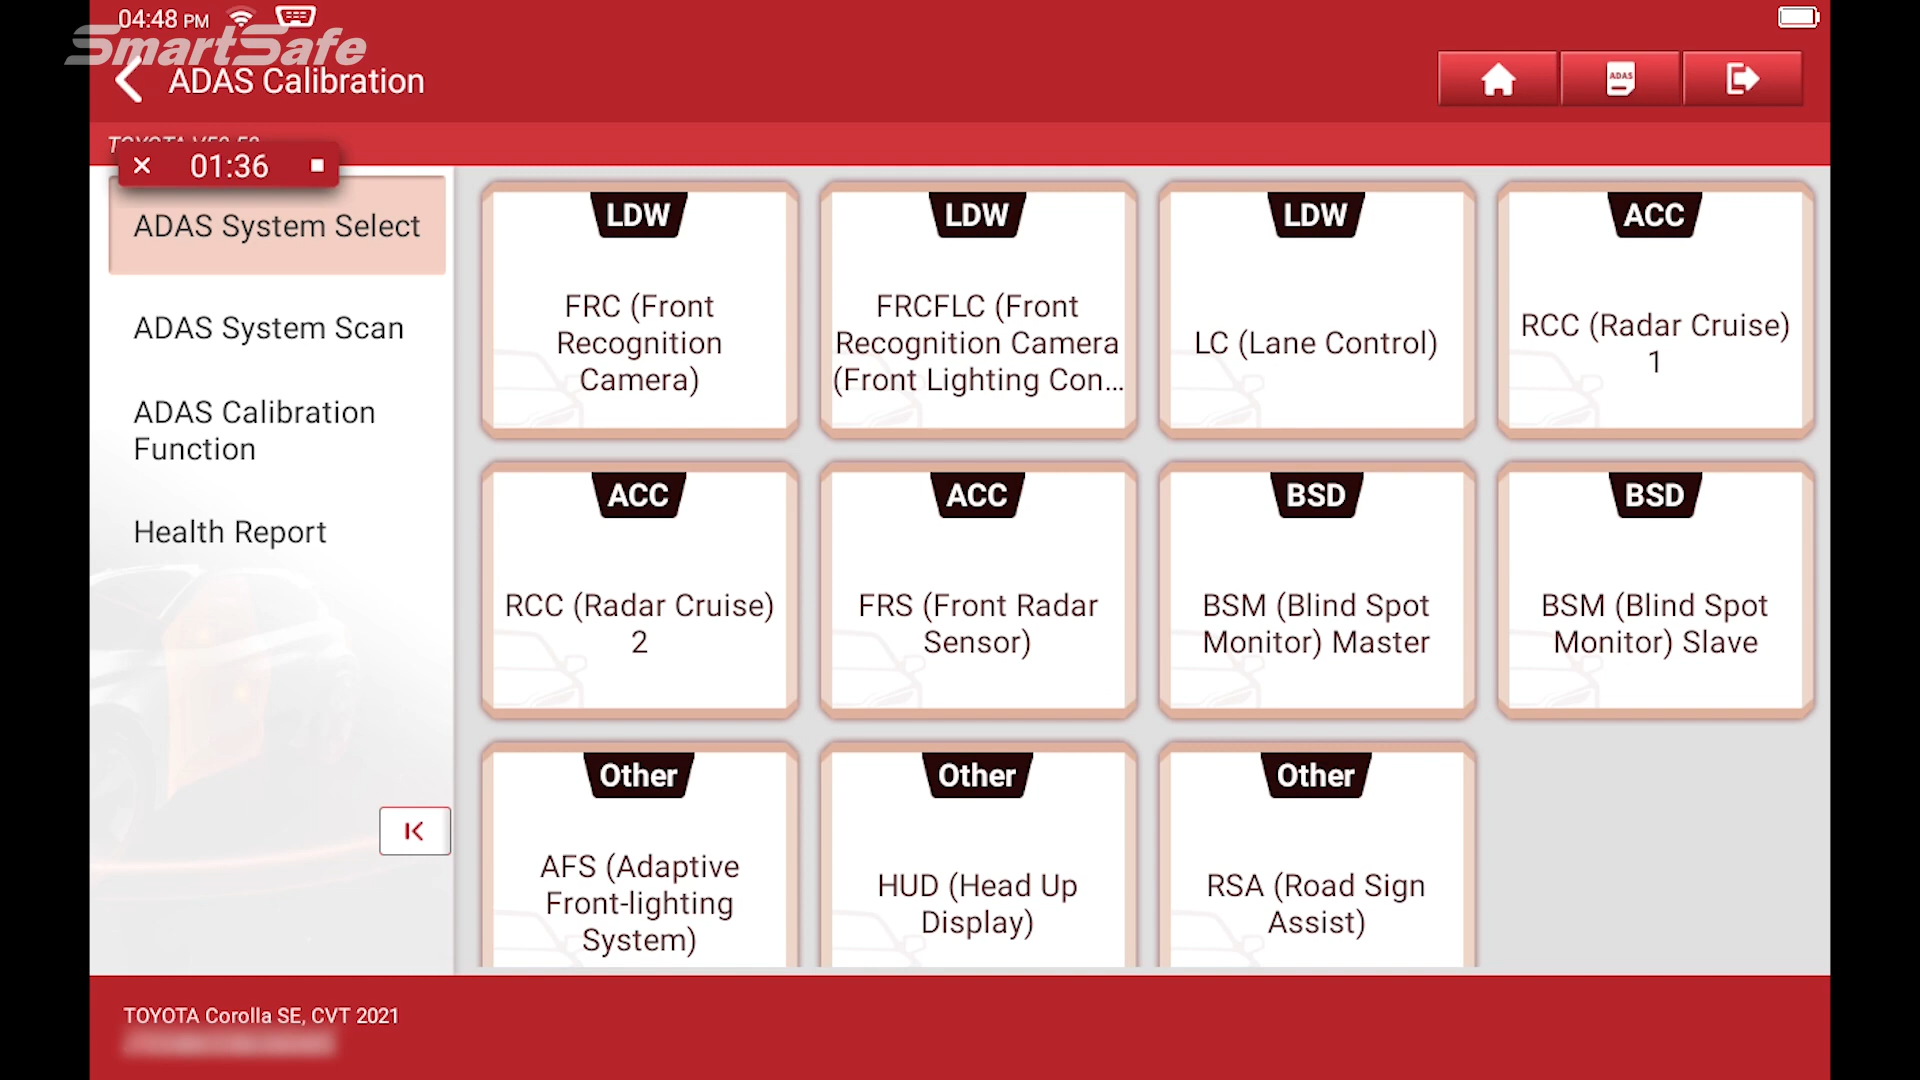 04:48 PM
SmartSafe
ADAS Calibration
ADAS
TOYOTA
01:36
ADAS System Select
ADAS System Scan
ADAS Calibration
Function
Health Report
LDW
FRC (Front
Recognition
Camera)
LDW
FRCFLC (Front
Recognition Camera
(Front Lighting Con...
LDW
LC (Lane Control)
ACC
RCC (Radar Cruise)
1
ACC
RCC (Radar Cruise)
2
ACC
FRS (Front Radar
Sensor)
BSD
BSM (Blind Spot
Monitor) Master
BSD
BSM (Blind Spot
Monitor) Slave
Other
AFS (Adaptive
Front-lighting
System)
Other
HUD (Head Up
Display)
Other
RSA (Road Sign
Assist)
TOYOTA Corolla SE, CVT 2021